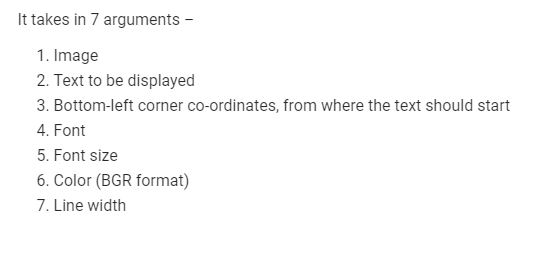 It takes in 7 arguments –
1. Image
2. Text to be displayed
3. Bottom-left corner co-ordinates, from where the text should start
4. Font
5. Font size
6. Color (BGR format)
7. Line width